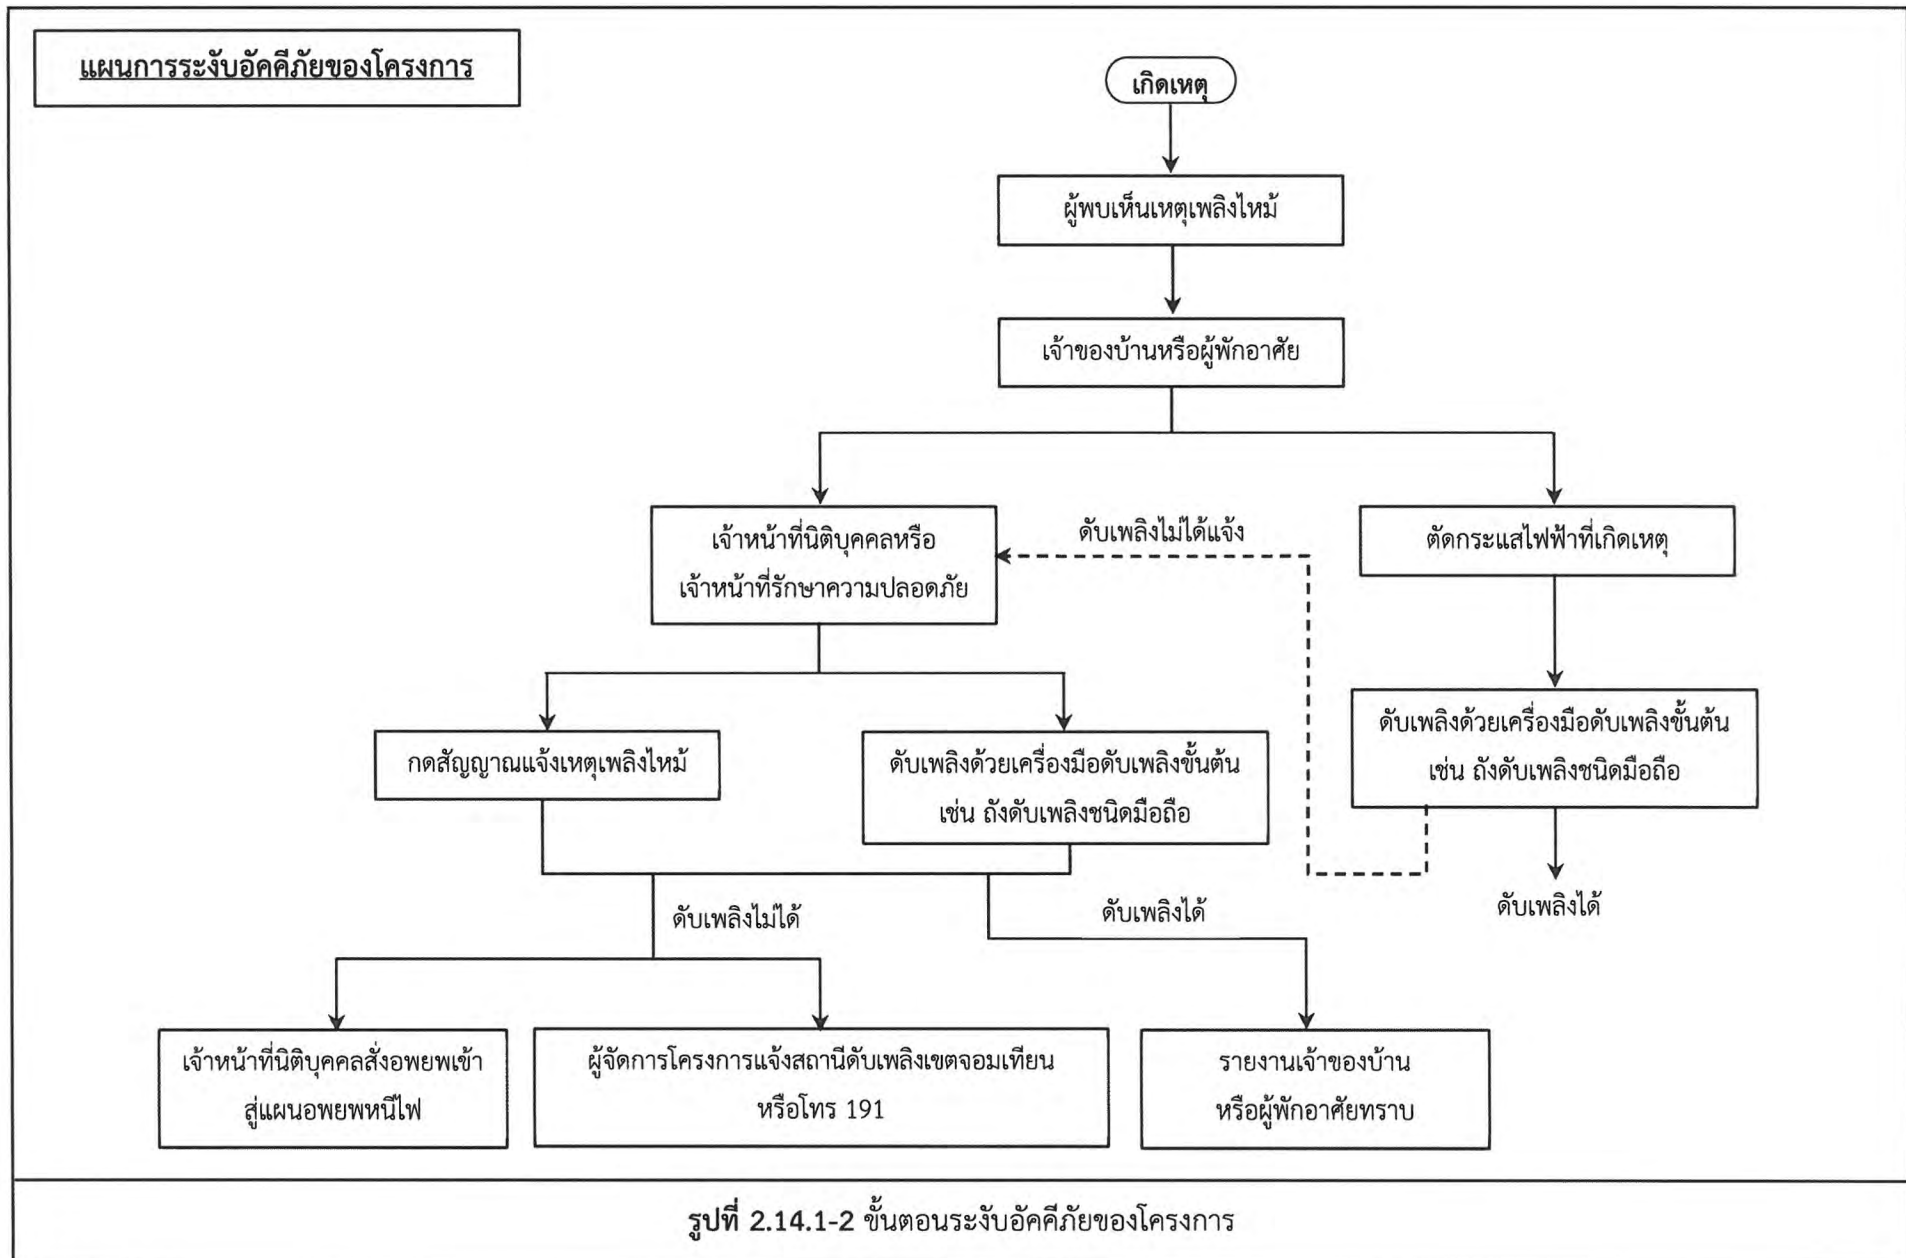 แผนการระงับอัคคีภัยของโครงการ
เกิดเหตุ
ผู้พบเห็นเหตุเพลิงไหม้
เจ้าของบ้านหรือผู้พักอาศัย
เจ้าหน้าที่นิติบุคคลหรือ
เจ้าหน้าที่รักษาความปลอดภัย
ดับเพลิงไม่ได้แจ้ง
ตัดกระแสไฟฟ้าที่เกิดเหตุ
กดสัญญาณแจ้งเหตุเพลิงไหม้
ดับเพลิงด้วยเครื่องมือดับเพลิงขั้นต้น
เช่น ถังดับเพลิงชนิดมือถือ
ดับเพลิงด้วยเครื่องมือดับเพลิงขั้นต้น
เช่น ถังดับเพลิงชนิดมือถือ
ดับเพลิงไม่ได้
ดับเพลิงได้
ดับเพลิงได้
เจ้าหน้าที่นิติบุคคลสั่งอพยพเข้า
สู่แผนอพยพหนีไฟ
ผู้จัดการโครงการแจ้งสถานีดับเพลิงเขตจอมเทียน
หรือโทร 191
รายงานเจ้าของบ้าน
หรือผู้พักอาศัยทราบ
รูปที่ 2.14.1-2 ขั้นตอนระงับอัคคีภัยของโครงการ